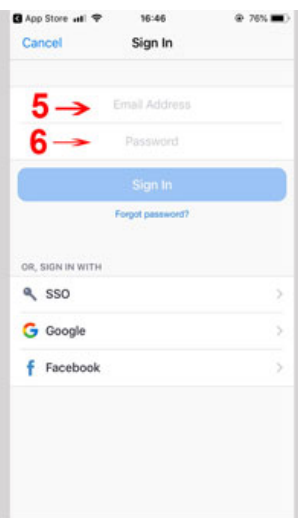 App Store 16:46 76%
Cancel Sign In
5 Email Address
6 Password
Sign In
Forgot password?
OR, SIGN IN WITH
SSO
Google
Facebook